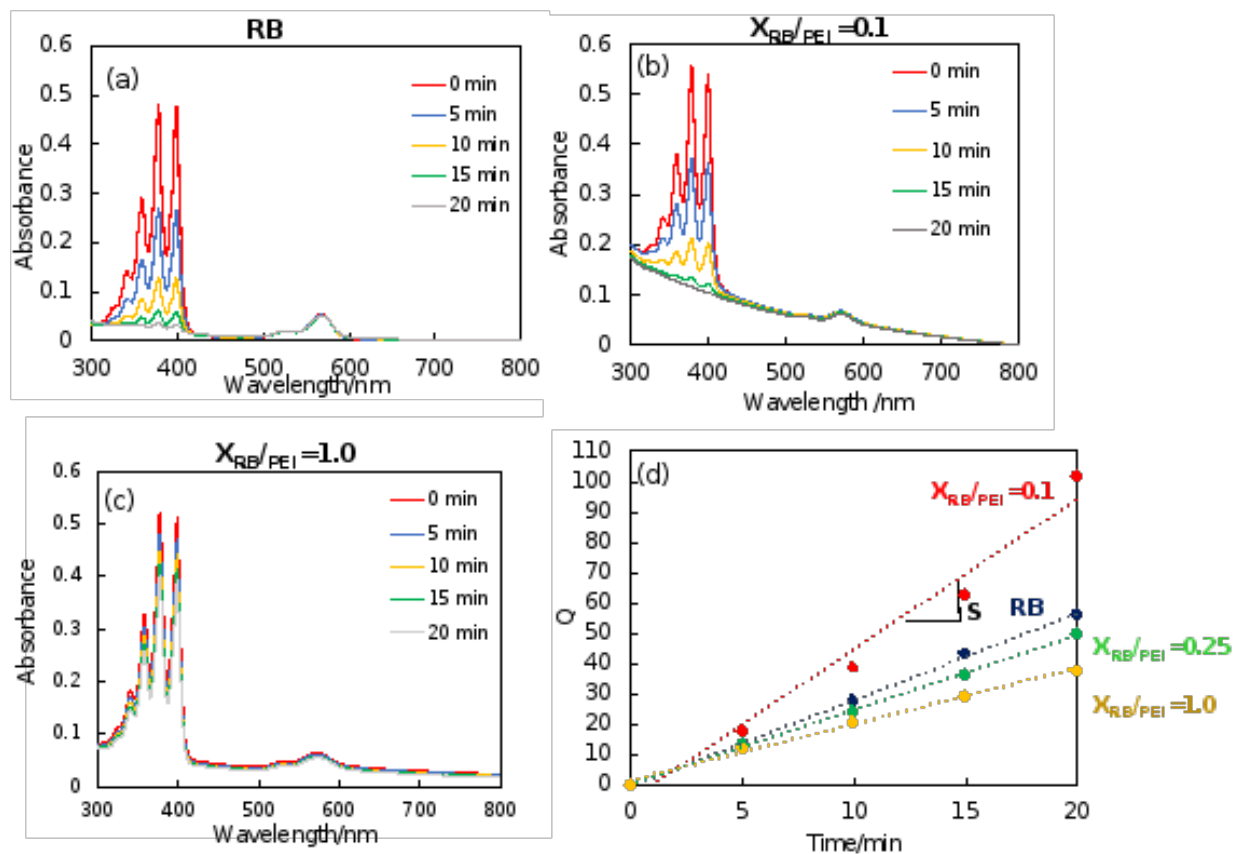 RB
(a)
0.6
0.5
0.4
0.3
0.2
0.1
0
Absorbance
0 min
5 min
10 min
15 min
20 min
300 400 500 600 700 800
Wavelength/nm
X_RB/PEI =0.1
(b)
0.6
0.5
0.4
0.3
0.2
0.1
0
Absorbance
0 min
5 min
10 min
15 min
20 min
300 400 500 600 700 800
Wavelength /nm
X_RB/PEI =1.0
(c)
0.6
0.5
0.4
0.3
0.2
0.1
0
Absorbance
0 min
5 min
10 min
15 min
20 min
300 400 500 600 700 800
Wavelength/nm
(d)
110
100
90
80
70
60
50
40
30
20
10
0
Q
X_RB/PEI=0.1
S
RB
X_RB/PEI=0.25
X_RB/PEI=1.0
0 5 10 15 20
Time/min